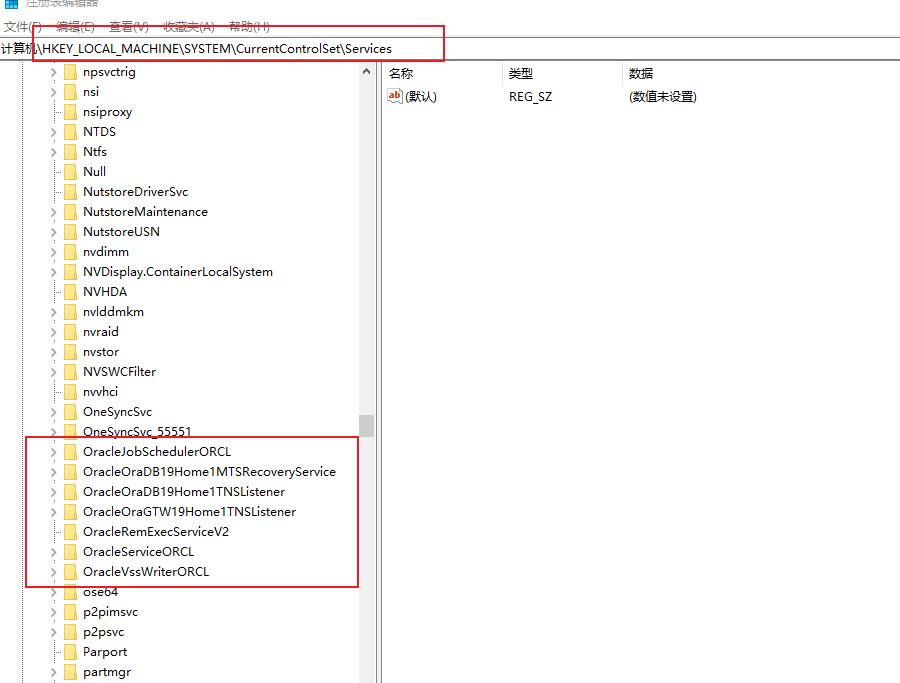 注册表编辑器
文件(F) 编辑(E) 查看(V) 收藏夹(A) 帮助(H)
计算机\HKEY_LOCAL_MACHINE\SYSTEM\CurrentControlSet\Services
名称 类型 数据
ab (默认) REG_SZ (数值未设置)
npsvctrig
nsi
nsiproxy
NTDS
Ntfs
Null
NutstoreDriverSvc
NutstoreMaintenance
NutstoreUSN
nvdimm
NVDisplay.ContainerLocalSystem
NVHDA
nvlddmkm
nvraid
nvstor
NVSWCFilter
nvvhci
OneSyncSvc
OneSyncSvc_55551
OracleJobSchedulerORCL
OracleOraDB19Home1MTSRecoveryService
OracleOraDB19Home1TNSListener
OracleOraGTW19Home1TNSListener
OracleRemExecServiceV2
OracleServiceORCL
OracleVssWriterORCL
ose64
p2pimsvc
p2psvc
Parport
partmgr